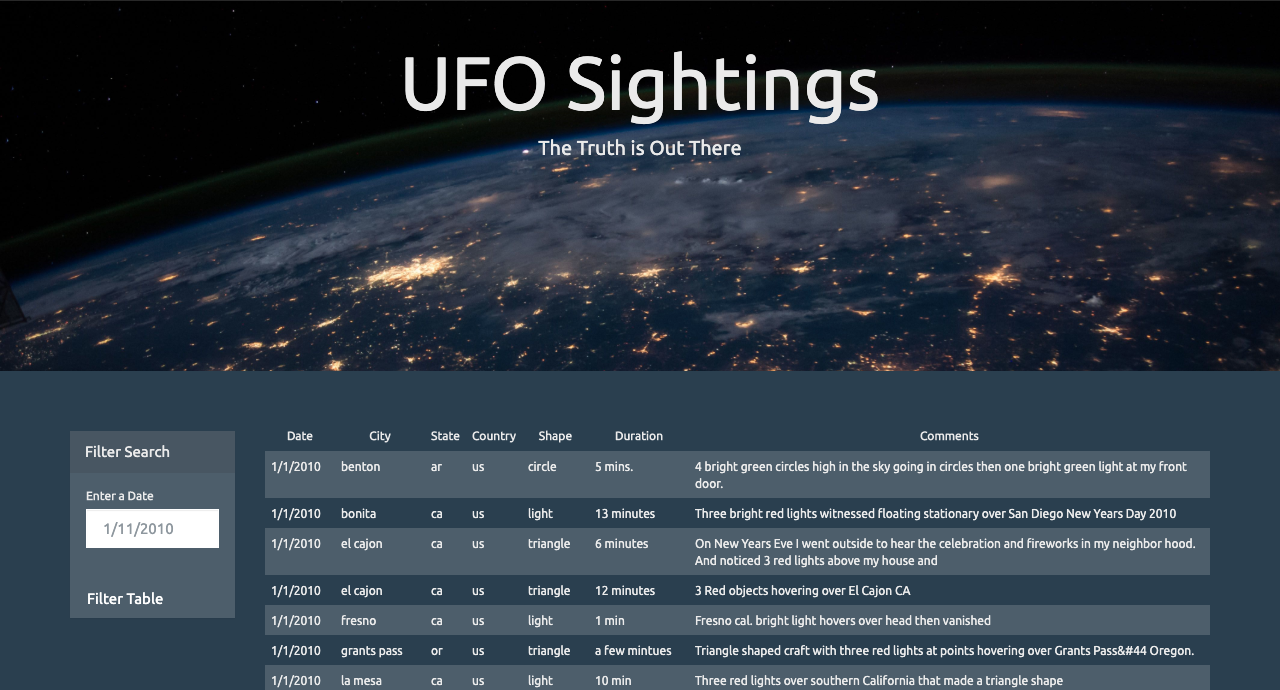 UFO Sightings
The Truth is Out There
Filter Search
Enter a Date
1/11/2010
Filter Table
Date City State Country Shape Duration Comments
1/1/2010 benton ar us circle 5 mins. 4 bright green circles high in the sky going in circles then one bright green light at my front
door.
1/1/2010 bonita ca us light 13 minutes Three bright red lights witnessed floating stationary over San Diego New Years Day 2010
1/1/2010 el cajon ca us triangle 6 minutes On New Years Eve I went outside to hear the celebration and fireworks in my neighbor hood.
And noticed 3 red lights above my house and
1/1/2010 el cajon ca us triangle 12 minutes 3 Red objects hovering over El Cajon CA
1/1/2010 fresno ca us light 1 min Fresno cal. bright light hovers over head then vanished
1/1/2010 grants pass or us triangle a few mintues Triangle shaped craft with three red lights at points hovering over Grants Pass&#44 Oregon.
1/1/2010 la mesa ca us light 10 min Three red lights over southern California that made a triangle shape